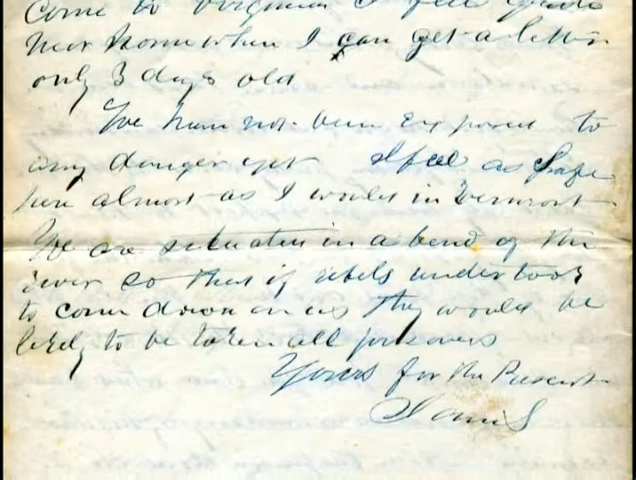 Come to Virginia I feel quite
near home when I can get a letter
only 3 days old
We have not been Exposed to
any danger yet I feel as safe
here almost as I would in Vermont
We are situated in a bend of the
river so that if rebels undertook
to come down on us they would be
likely to be taken all prisoners
Yours for the Present